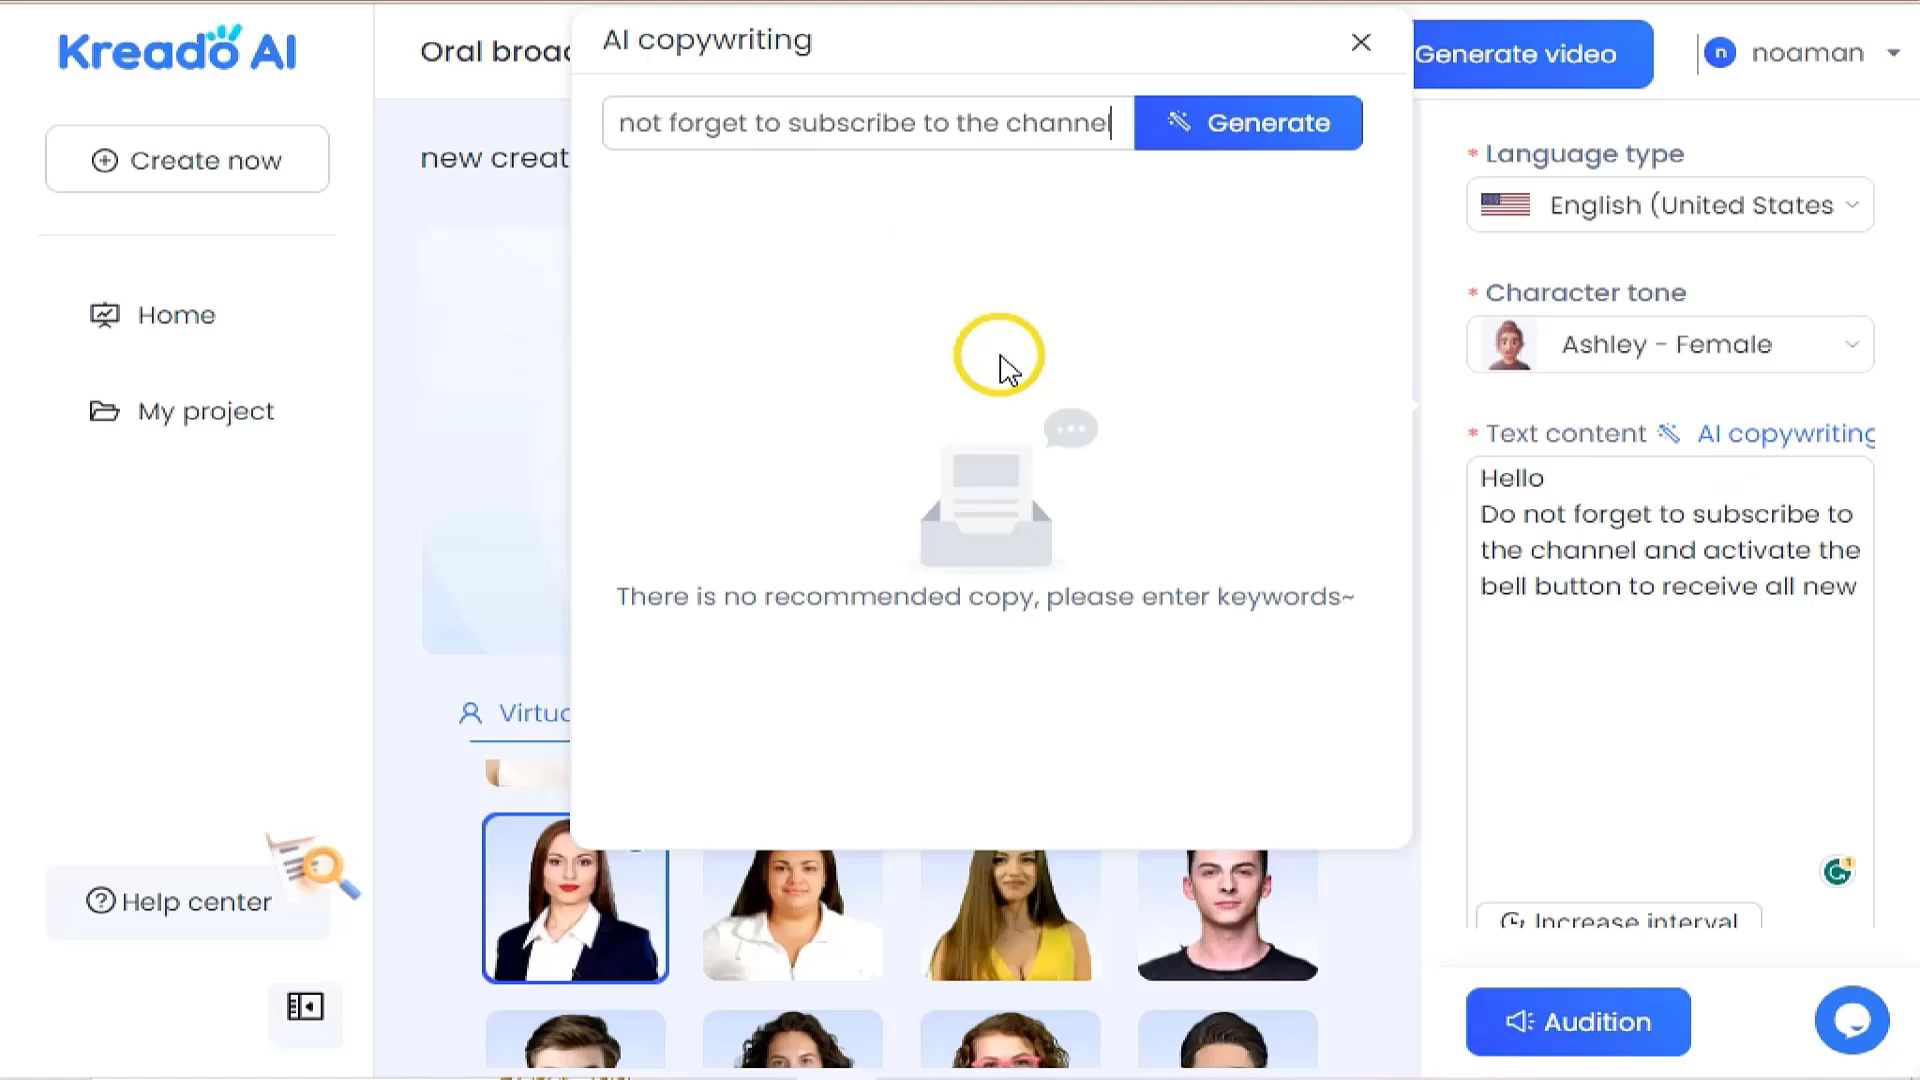 Kreado AI
Create now
Home
My project
Help center
Oral broad
new creat
Virtua
AI copywriting
not forget to subscribe to the channel
Generate
There is no recommended copy, please enter keywords~
Generate video
n
noaman
* Language type
English (United States
* Character tone
Ashley - Female
* Text content
AI copywriting
Hello
Do not forget to subscribe to
the channel and activate the
bell button to receive all new
1
Increase interval
Audition